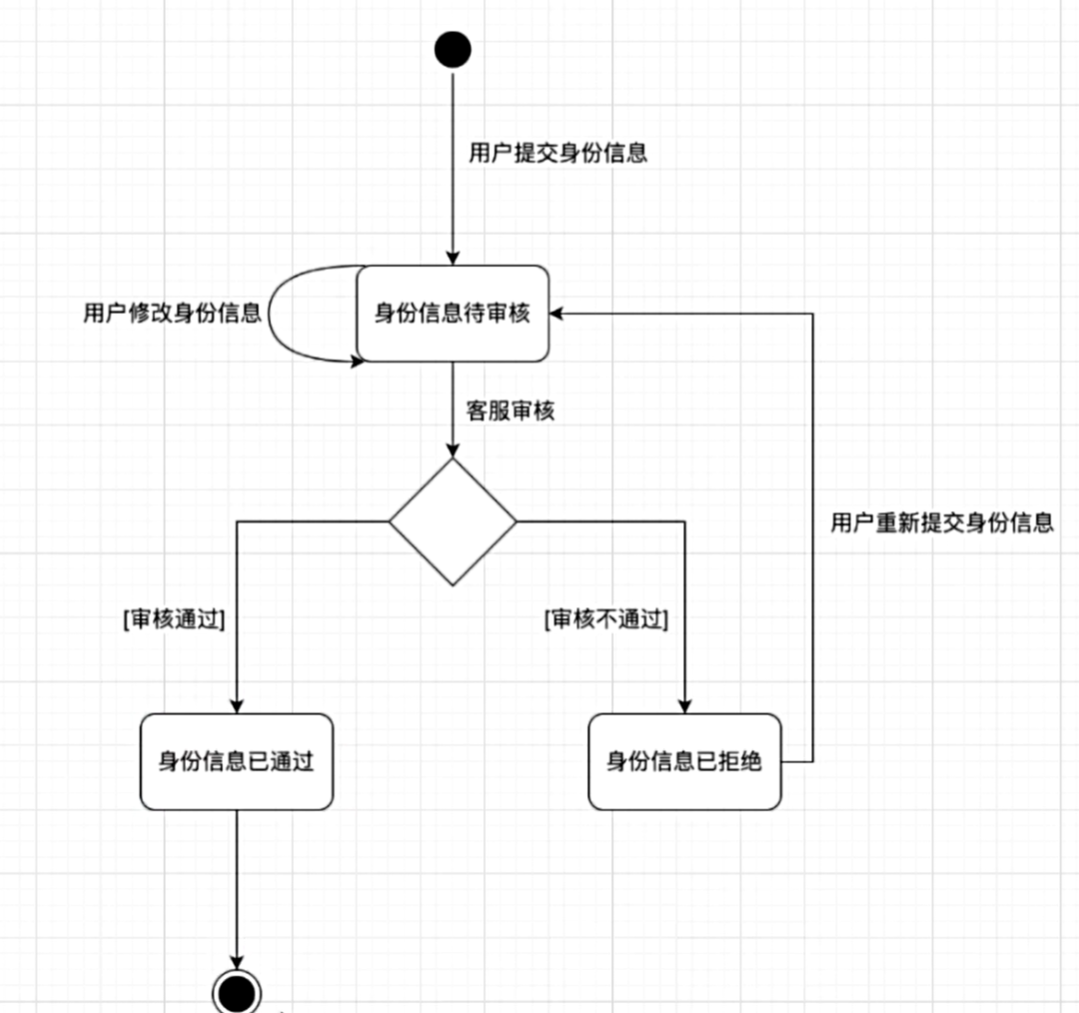 用户提交身份信息
用户修改身份信息
身份信息待审核
客服审核
用户重新提交身份信息
[审核通过]
[审核不通过]
身份信息已通过
身份信息已拒绝